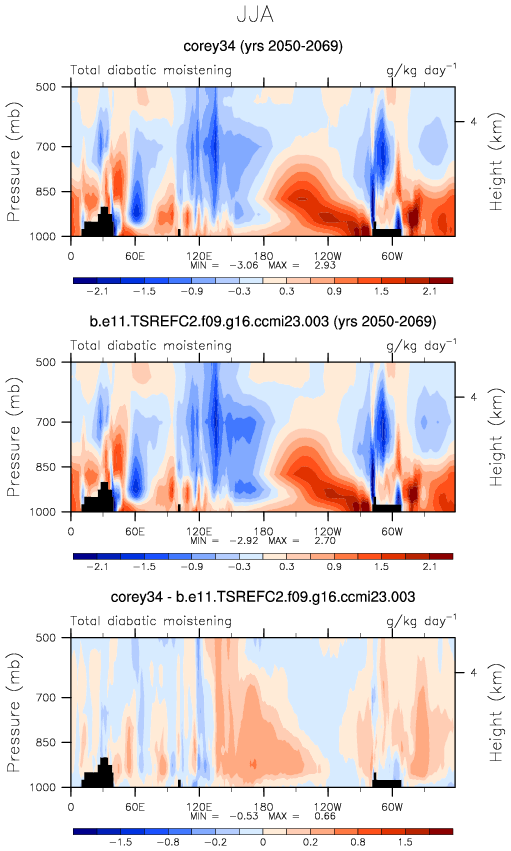 JJA
corey34 (yrs 2050-2069)
Total diabatic moistening g/kg day⁻¹
Pressure (mb)
Height (km)
500
700
850
1000
4
0 60E 120E 180 120W 60W
MIN = -3.06 MAX = 2.93
-2.1 -1.5 -0.9 -0.3 0.3 0.9 1.5 2.1
b.e11.TSREFC2.f09.g16.ccmi23.003 (yrs 2050-2069)
Total diabatic moistening g/kg day⁻¹
Pressure (mb)
Height (km)
500
700
850
1000
4
0 60E 120E 180 120W 60W
MIN = -2.92 MAX = 2.70
-2.1 -1.5 -0.9 -0.3 0.3 0.9 1.5 2.1
corey34 - b.e11.TSREFC2.f09.g16.ccmi23.003
Total diabatic moistening g/kg day⁻¹
Pressure (mb)
Height (km)
500
700
850
1000
4
0 60E 120E 180 120W 60W
MIN = -0.53 MAX = 0.66
-1.5 -0.8 -0.2 0 0.2 0.8 1.5